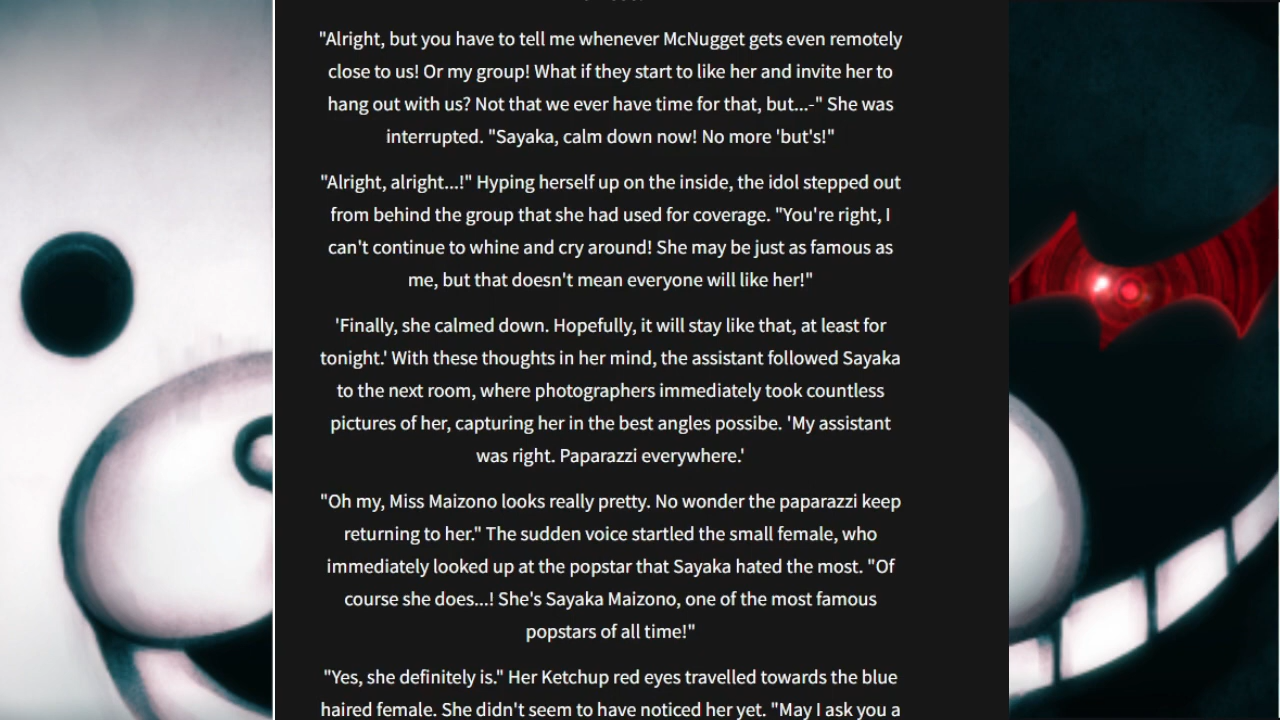 "Alright, but you have to tell me whenever McNugget gets even remotely
close to us! Or my group! What if they start to like her and invite her to
hang out with us? Not that we ever have time for that, but...-" She was
interrupted. "Sayaka, calm down now! No more 'but's!"
"Alright, alright...!" Hyping herself up on the inside, the idol stepped out
from behind the group that she had used for coverage. "You're right, I
can't continue to whine and cry around! She may be just as famous as
me, but that doesn't mean everyone will like her!"
'Finally, she calmed down. Hopefully, it will stay like that, at least for
tonight.' With these thoughts in her mind, the assistant followed Sayaka
to the next room, where photographers immediately took countless
pictures of her, capturing her in the best angles possibe. 'My assistant
was right. Paparazzi everywhere.'
"Oh my, Miss Maizono looks really pretty. No wonder the paparazzi keep
returning to her." The sudden voice startled the small female, who
immediately looked up at the popstar that Sayaka hated the most. "Of
course she does...! She's Sayaka Maizono, one of the most famous
popstars of all time!"
"Yes, she definitely is." Her Ketchup red eyes travelled towards the blue
haired female. She didn't seem to have noticed her yet. "May I ask you a